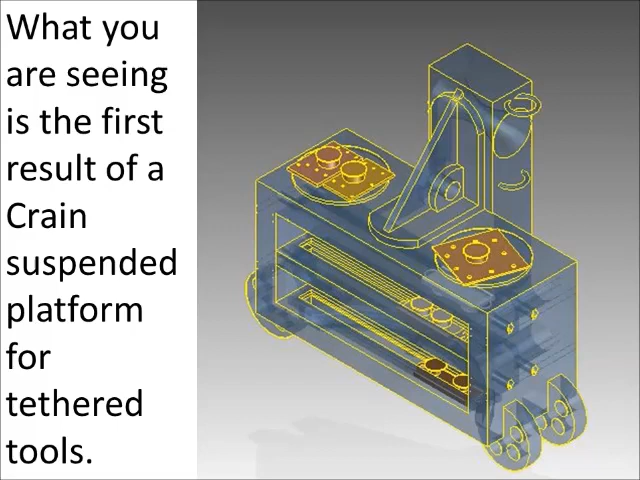 What you
are seeing
is the first
result of a
Crain
suspended
platform
for
tethered
tools.